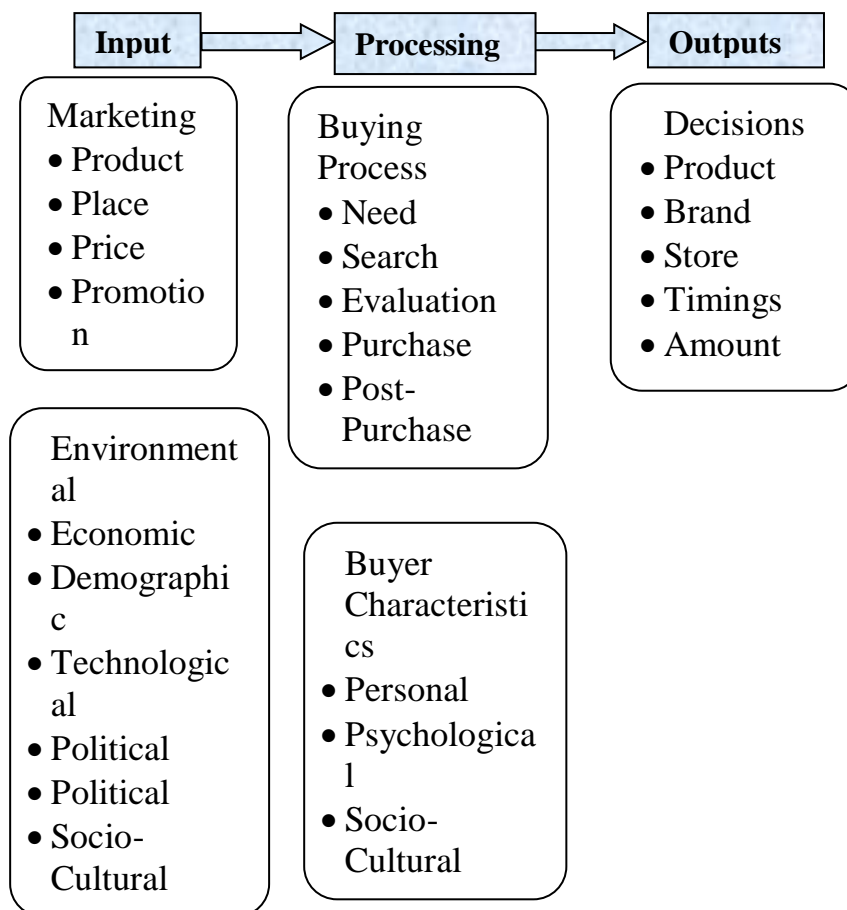 Input
Processing
Outputs
Marketing
• Product
• Place
• Price
• Promotio
n
Buying
Process
• Need
• Search
• Evaluation
• Purchase
• Post-
Purchase
Decisions
• Product
• Brand
• Store
• Timings
• Amount
Environment
al
• Economic
• Demographi
c
• Technologic
al
• Political
• Political
• Socio-
Cultural
Buyer
Characteristi
cs
• Personal
• Psychologica
l
• Socio-
Cultural